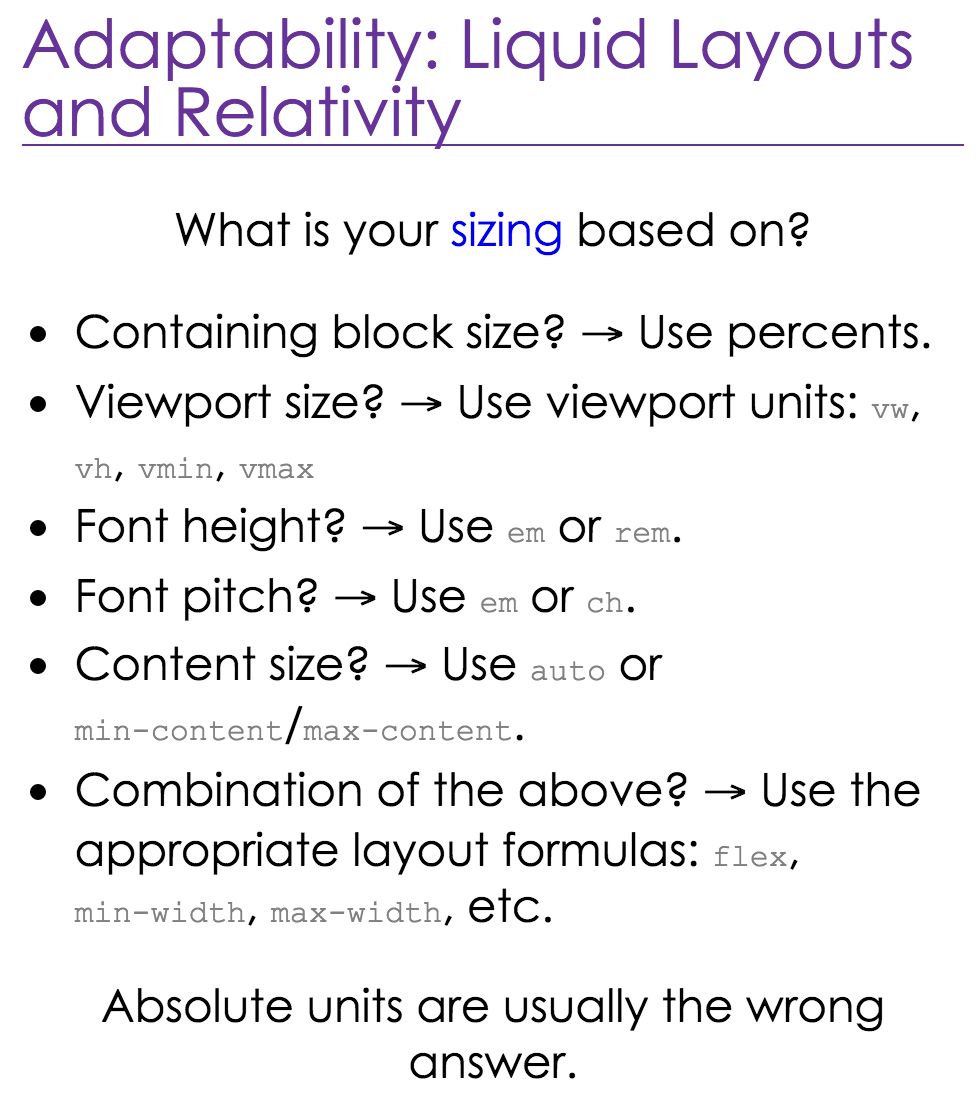 Adaptability: Liquid Layouts
and Relativity
What is your sizing based on?
• Containing block size? → Use percents.
• Viewport size? → Use viewport units: vw,
vh, vmin, vmax
• Font height? → Use em or rem.
• Font pitch? → Use em or ch.
• Content size? → Use auto or
min-content/max-content.
• Combination of the above? → Use the
appropriate layout formulas: flex,
min-width, max-width, etc.
Absolute units are usually the wrong
answer.